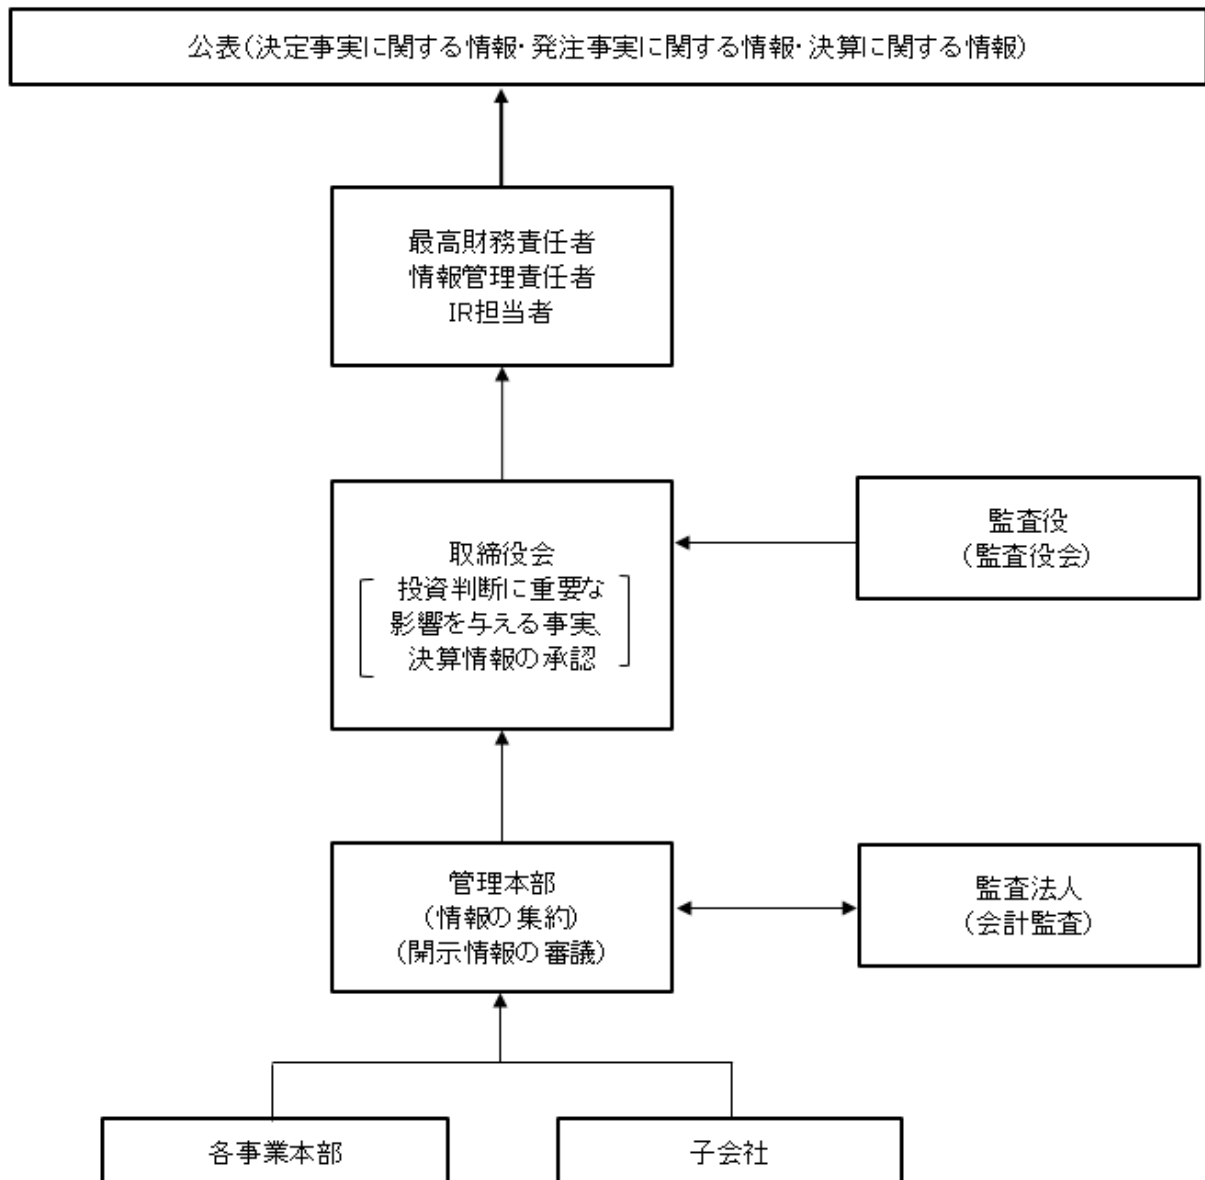 公表(決定事実に関する情報・発注事実に関する情報・決算に関する情報)
最高財務責任者
情報管理責任者
IR担当者
取締役会
投資判断に重要な
影響を与える事実、
決算情報の承認
監査役
(監査役会)
管理本部
(情報の集約)
(開示情報の審議)
監査法人
(会計監査)
各事業本部
子会社